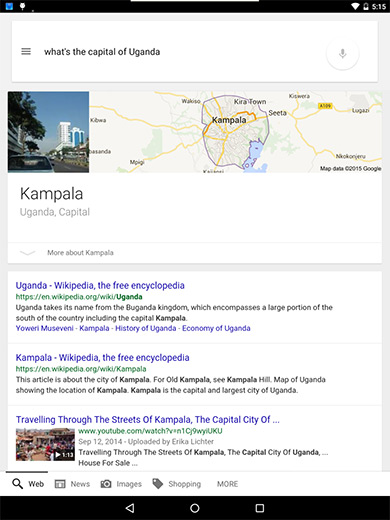 5:15
what's the capital of Uganda
Wakiso
Kira-Town
Kampala
Seeta
A109
Lugazi
Kibwa
Mpigi
Nkokonjeru
Map data ©2015 Google
Kampala
Uganda, Capital
More about Kampala
Uganda - Wikipedia, the free encyclopedia
https://en.wikipedia.org/wiki/Uganda
Uganda takes its name from the Buganda kingdom, which encompasses a large portion of the
south of the country including the capital Kampala.
Yoweri Museveni - Kampala - History of Uganda - Economy of Uganda
Kampala - Wikipedia, the free encyclopedia
https://en.wikipedia.org/wiki/Kampala
This article is about the city of Kampala. For Old Kampala, see Kampala Hill. Map of Uganda
showing the location of Kampala. Kampala is the capital and largest city of Uganda.
Travelling Through The Streets Of Kampala, The Capital City Of ...
www.youtube.com/watch?v=n1Cj9wyiUKU
Sep 12, 2014 - Uploaded by Erika Lichter
1:13
Travelling Through The Streets Of Kampala, The Capital City Of Uganda, ...
House For Sale ...
Web News Images Shopping MORE